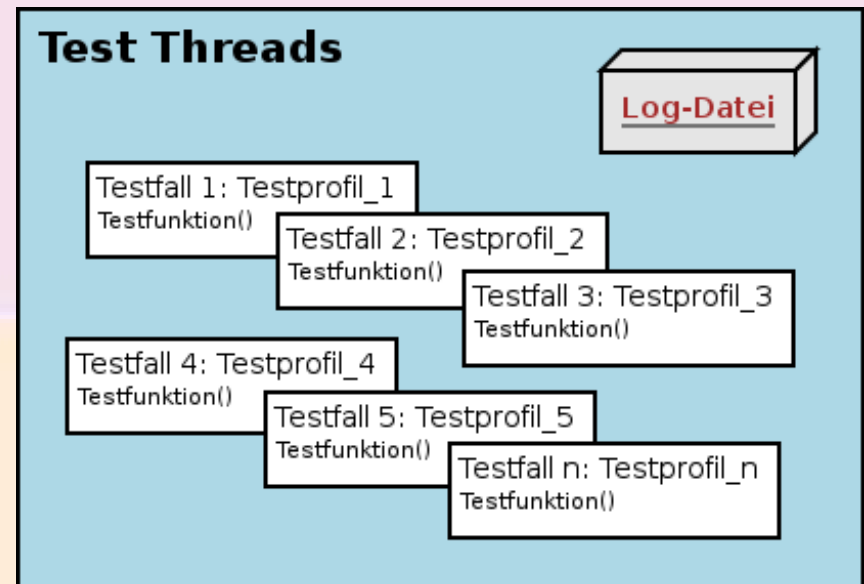 Test Threads
Log-Datei
Testfall 1: Testprofil_1
Testfunktion()
Testfall 2: Testprofil_2
Testfunktion()
Testfall 3: Testprofil_3
Testfunktion()
Testfall 4: Testprofil_4
Testfunktion()
Testfall 5: Testprofil_5
Testfunktion()
Testfall n: Testprofil_n
Testfunktion()